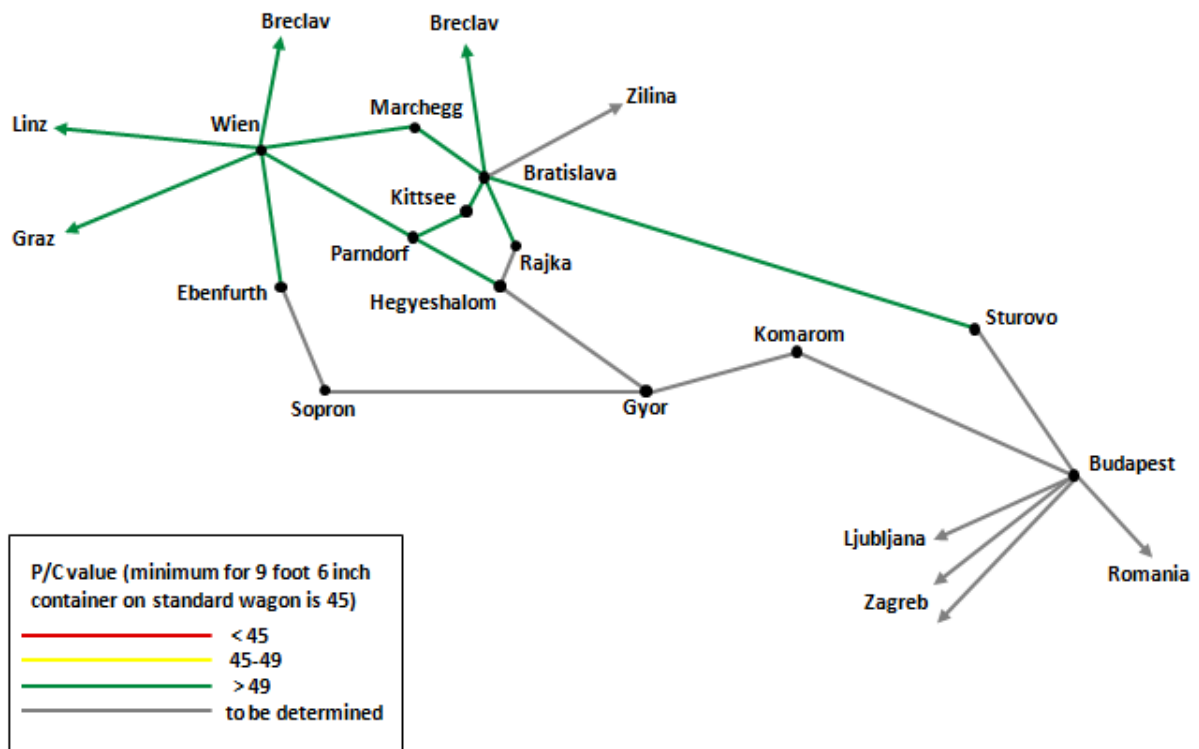 Breclav
Breclav
Zilina
Marchegg
Linz
Wien
Bratislava
Kittsee
Graz
Parndorf
Rajka
Ebenfurth
Hegyeshalom
Sturovo
Komarom
Sopron
Gyor
Budapest
Ljubljana
Romania
Zagreb
P/C value (minimum for 9 foot 6 inch
container on standard wagon is 45)
< 45
45-49
> 49
to be determined